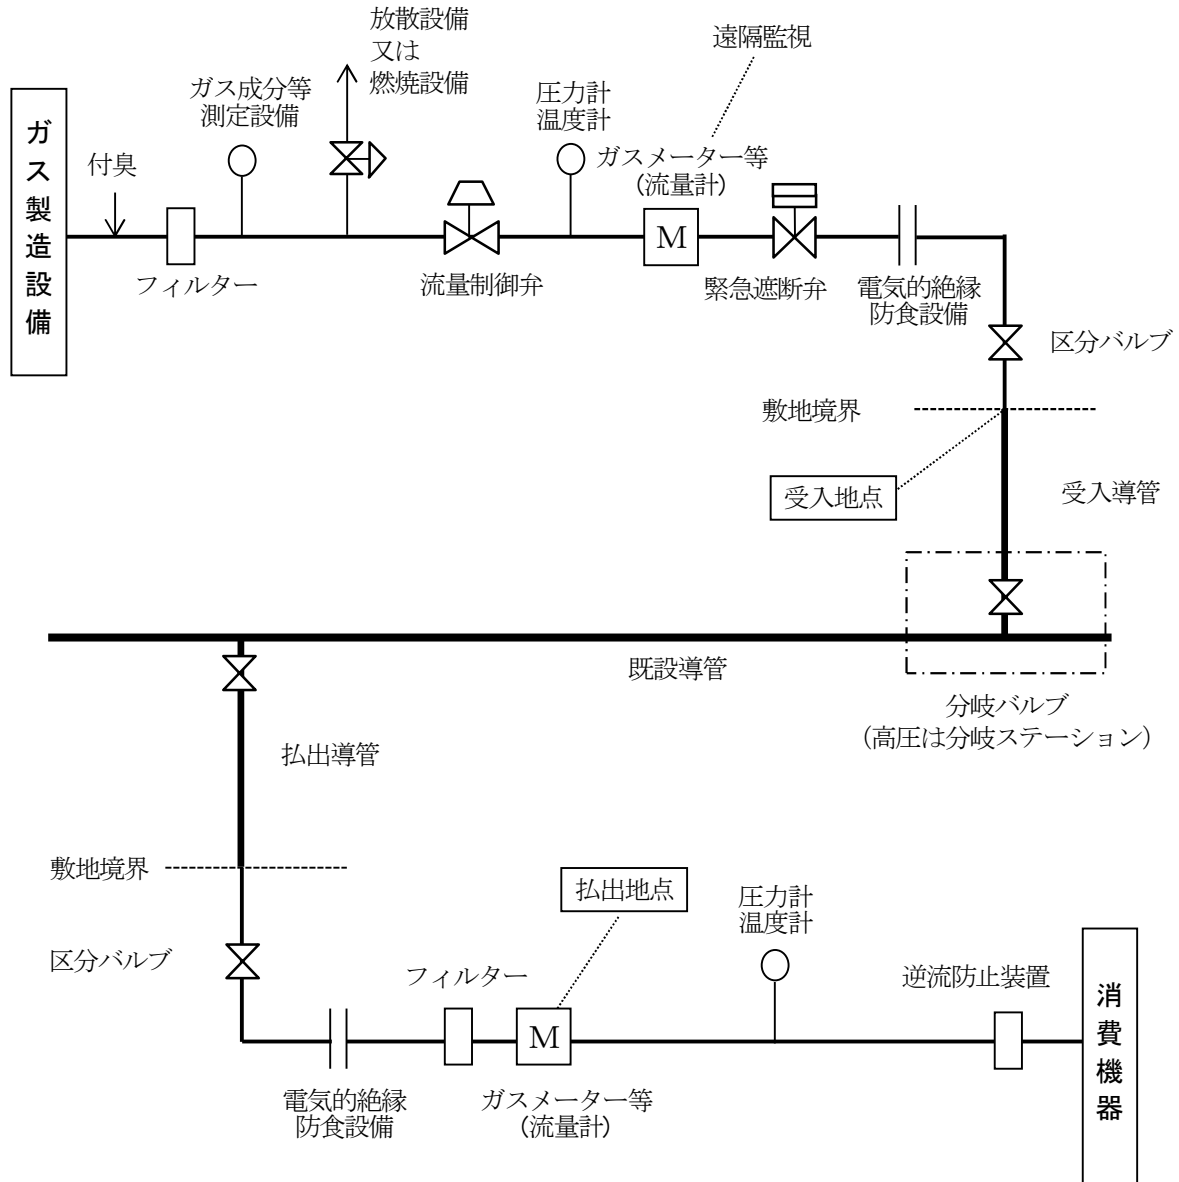 放散設備
又は
燃焼設備
遠隔監視
ガス成分等
測定設備
圧力計
温度計
ガス製造設備
付臭
ガスメーター等
（流量計）
M
フィルター
流量制御弁
緊急遮断弁
電気的絶縁
防食設備
区分バルブ
敷地境界
受入地点
受入導管
既設導管
分岐バルブ
（高圧は分岐ステーション）
払出導管
敷地境界
払出地点
圧力計
温度計
区分バルブ
フィルター
逆流防止装置
消費機器
M
電気的絶縁
防食設備
ガスメーター等
（流量計）